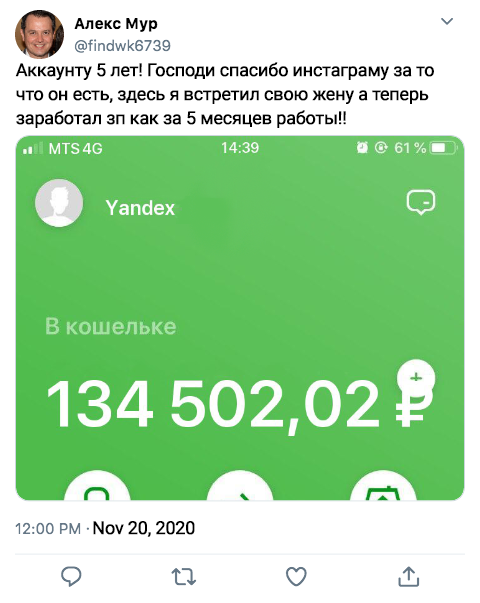 Алекс Мур
@findwk6739
Аккаунту 5 лет! Господи спасибо инстаграму за то
что он есть, здесь я встретил свою жену а теперь
заработал зп как за 5 месяцев работы!!
MTS 4G 14:39 61 %
Yandex
В кошельке
134 502,02 ₽
12:00 PM · Nov 20, 2020